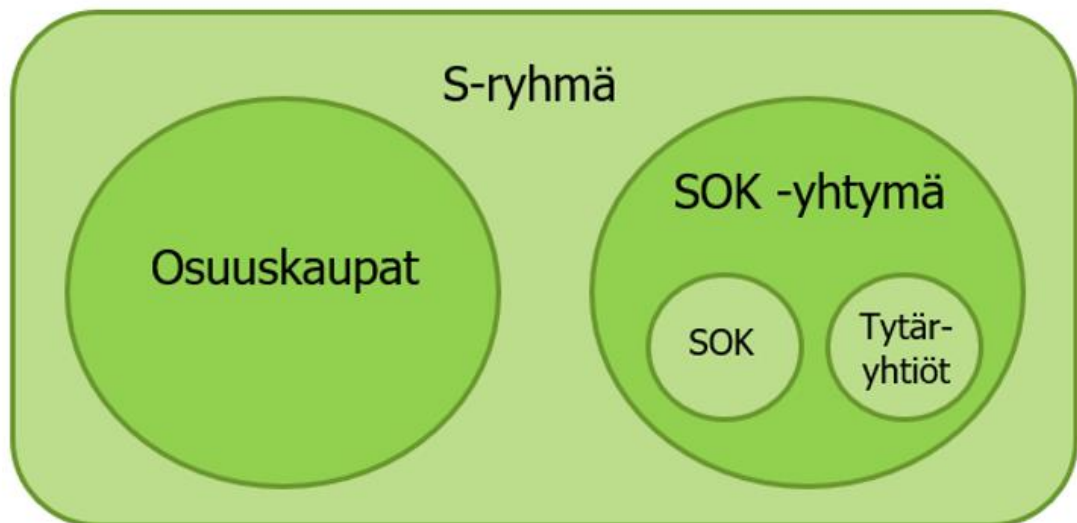 S-ryhmä
Osuuskaupat
SOK -yhtymä
SOK
Tytär-
yhtiöt